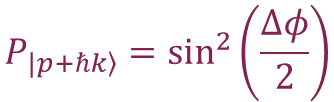 P_{|p+ħk⟩} = sin²(Δϕ/2)